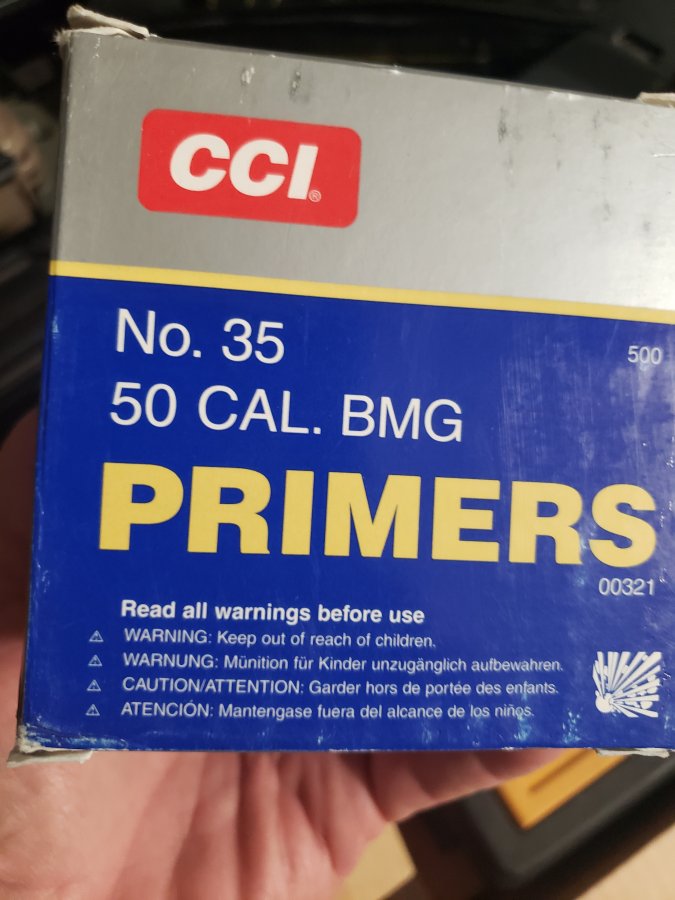 CCI®
No. 35
500
50 CAL. BMG
PRIMERS
00321
Read all warnings before use
⚠ WARNING: Keep out of reach of children.
⚠ WARNUNG: Münition für Kinder unzugänglich aufbewahren.
⚠ CAUTION/ATTENTION: Garder hors de portée des enfants.
⚠ ATENCIÓN: Mantengase fuera del alcance de los niños.